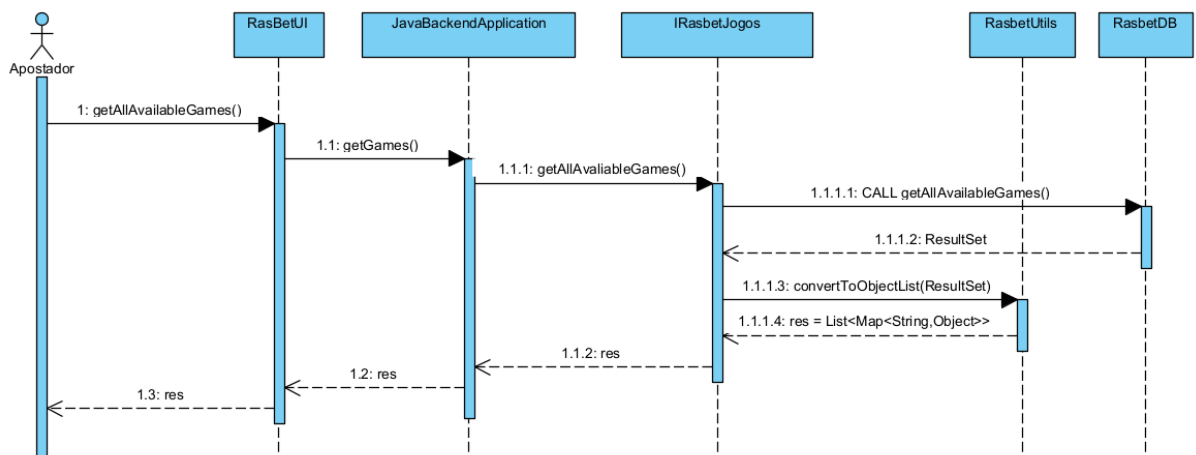 RasBetUI
JavaBackendApplication
IRasbetJogos
RasbetUtils
RasbetDB
Apostador
1: getAllAvailableGames()
1.1: getGames()
1.1.1: getAllAvaliableGames()
1.1.1.1: CALL getAllAvailableGames()
1.1.1.2: ResultSet
1.1.1.3: convertToObjectList(ResultSet)
1.1.1.4: res = List<Map<String,Object>>
1.1.2: res
1.2: res
1.3: res